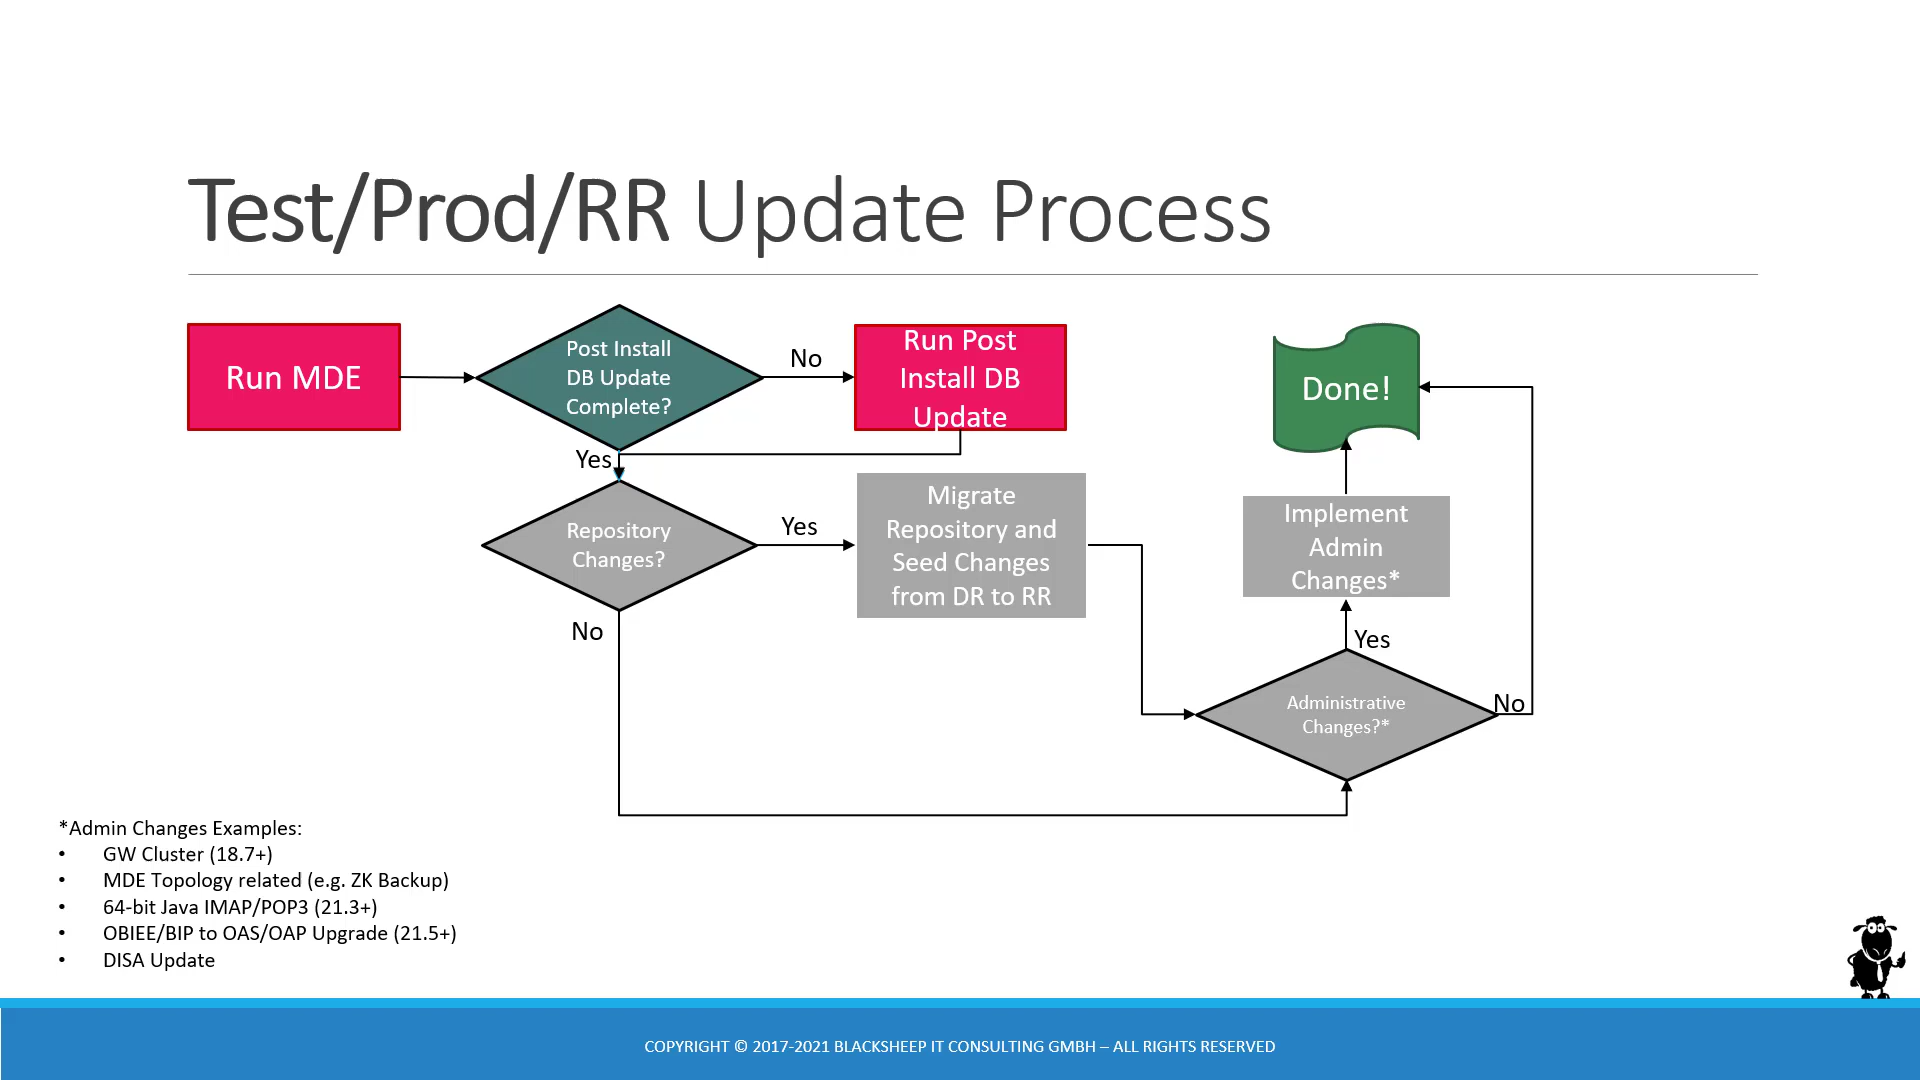 Test/Prod/RR Update Process
Run MDE
Post Install
DB Update
Complete?
No
Run Post
Install DB
Update
Done!
Yes
Repository
Changes?
Yes
Migrate
Repository and
Seed Changes
from DR to RR
Implement
Admin
Changes*
No
Yes
Administrative
Changes?*
No
*Admin Changes Examples:
• GW Cluster (18.7+)
• MDE Topology related (e.g. ZK Backup)
• 64-bit Java IMAP/POP3 (21.3+)
• OBIEE/BIP to OAS/OAP Upgrade (21.5+)
• DISA Update
COPYRIGHT © 2017-2021 BLACKSHEEP IT CONSULTING GMBH – ALL RIGHTS RESERVED